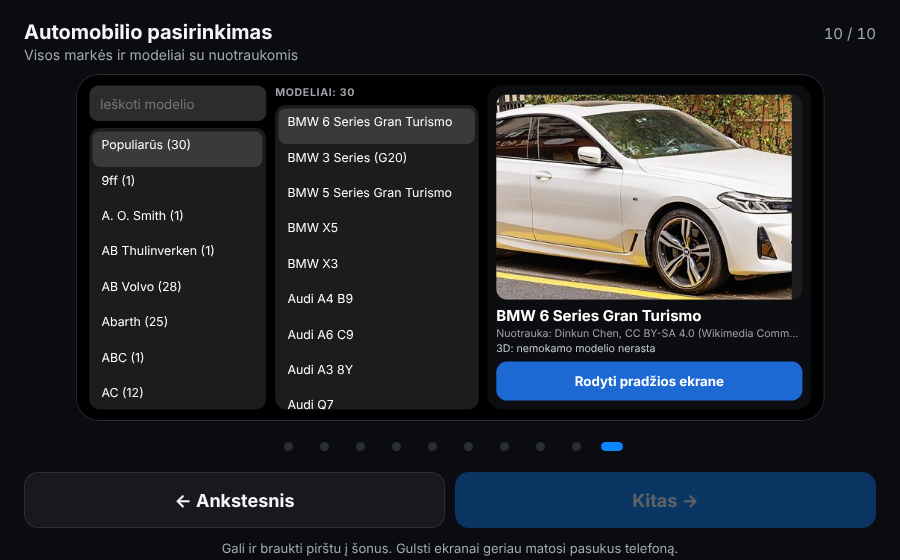 Automobilio pasirinkimas
10 / 10
Visos markės ir modeliai su nuotraukomis
Ieškoti modelio
Populiarūs (30)
9ff (1)
A. O. Smith (1)
AB Thulinverken (1)
AB Volvo (28)
Abarth (25)
ABC (1)
AC (12)
MODELIAI: 30
BMW 6 Series Gran Turismo
BMW 3 Series (G20)
BMW 5 Series Gran Turismo
BMW X5
BMW X3
Audi A4 B9
Audi A6 C9
Audi A3 8Y
Audi Q7
BMW 6 Series Gran Turismo
Nuotrauka: Dinkun Chen, CC BY-SA 4.0 (Wikimedia Comm...
3D: nemokamo modelio nerasta
Rodyti pradžios ekrane
← Ankstesnis
Kitas →
Gali ir braukti pirštu į šonus. Gulsti ekranai geriau matosi pasukus telefoną.